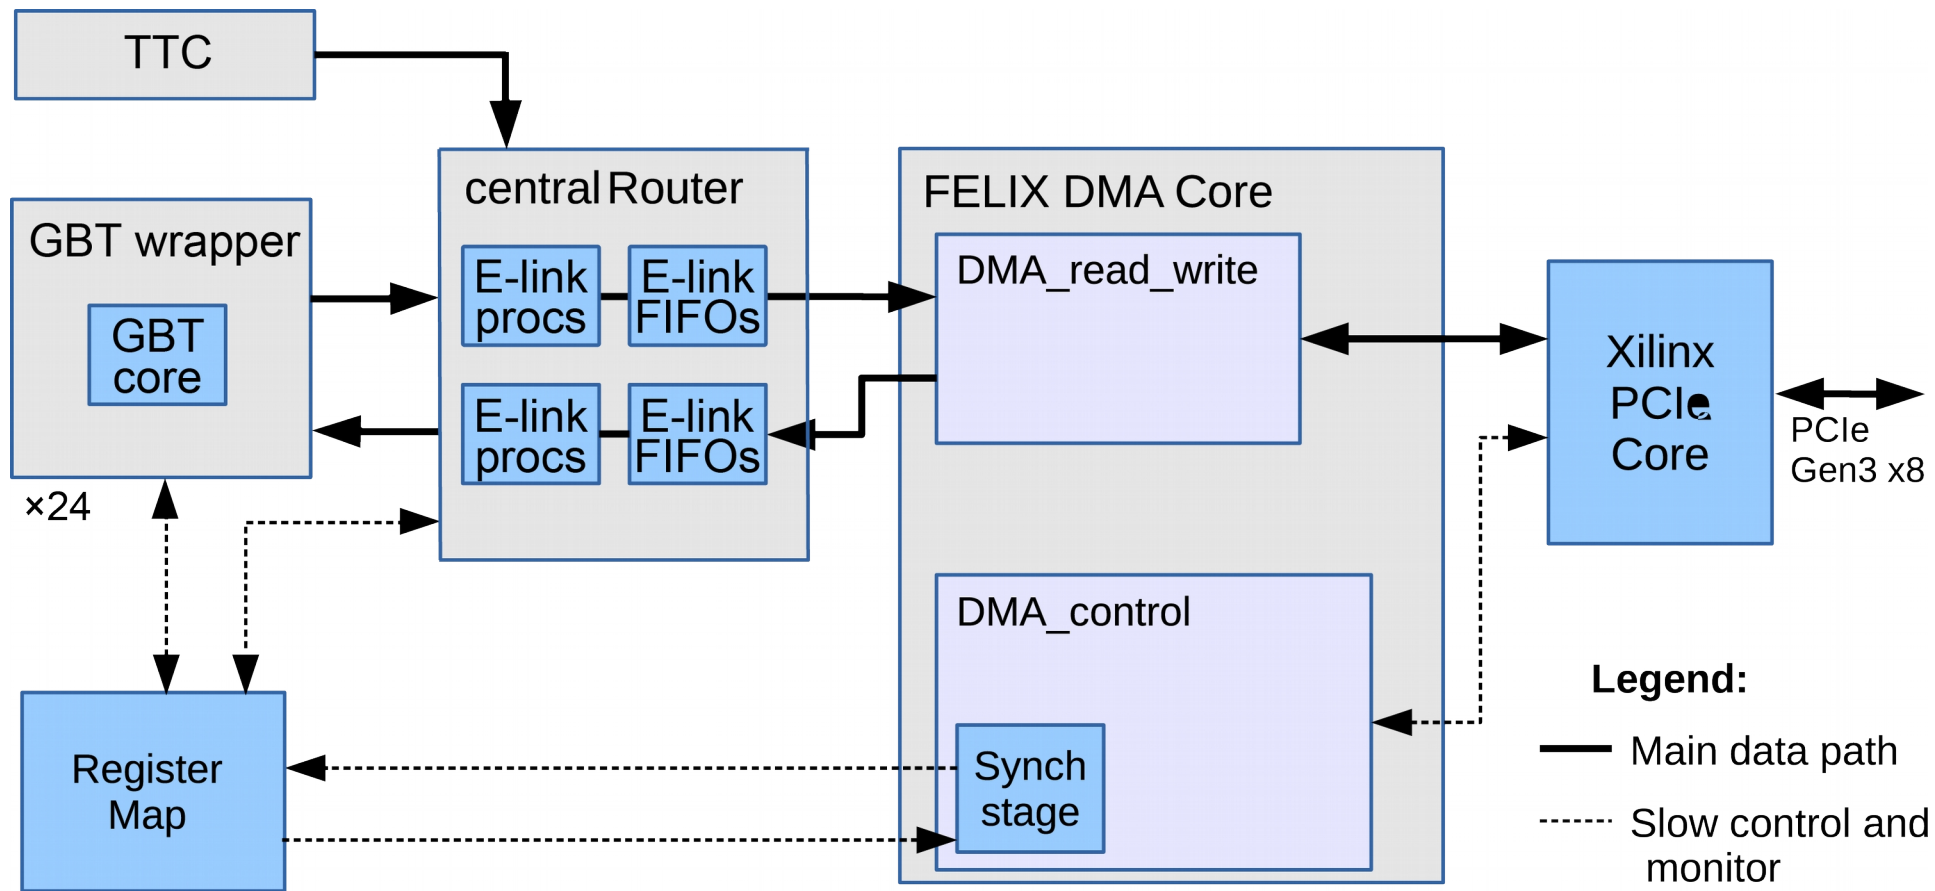 TTC
central Router
FELIX DMA Core
GBT wrapper
GBT
core
×24
E-link
procs
E-link
FIFOs
E-link
procs
E-link
FIFOs
DMA_read_write
Xilinx
PCIe
Core
PCIe
Gen3 x8
DMA_control
Synch
stage
Register
Map
Legend:
Main data path
Slow control and
monitor